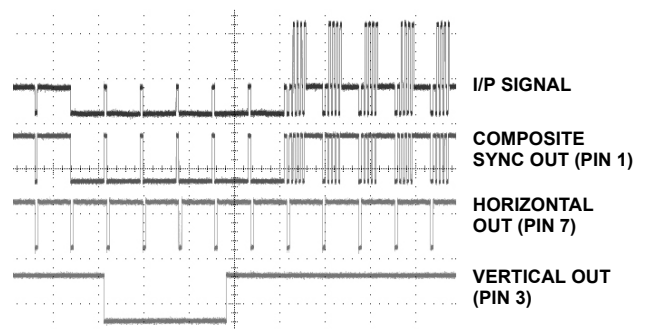 I/P SIGNAL
COMPOSITE
SYNC OUT (PIN 1)
HORIZONTAL
OUT (PIN 7)
VERTICAL OUT
(PIN 3)